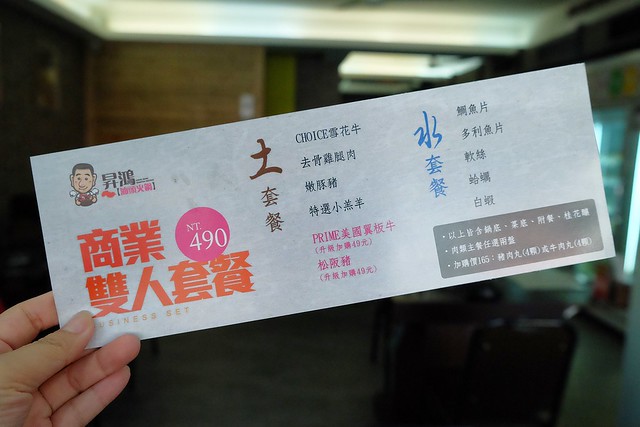 昇鴻
【汕頭火鍋】
商業
雙人套餐
BUSINESS SET
NT.
490
土
套餐
CHOICE雪花牛
去骨雞腿肉
嫩豚豬
特選小羔羊
PRIME美國翼板牛
(升級加購49元)
松阪豬
(升級加購49元)
水
套餐
鯛魚片
多利魚片
軟絲
蛤蠣
白蝦
・以上皆含鍋底、茶底、附餐、桂花釀
・肉類主餐任選兩盤
・加購價165：豬肉丸(4顆)或牛肉丸(4顆)